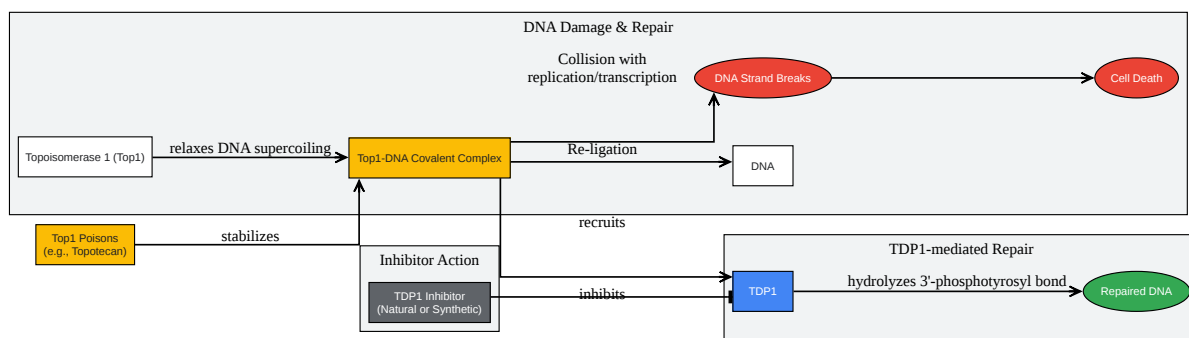 DNA Damage & Repair
Collision with
replication/transcription
DNA Strand Breaks
Cell Death
Topoisomerase 1 (Top1)
relaxes DNA supercoiling
Top1-DNA Covalent Complex
Re-ligation
DNA
recruits
Top1 Poisons
(e.g., Topotecan)
stabilizes
Inhibitor Action
TDP1 Inhibitor
(Natural or Synthetic)
inhibits
TDP1-mediated Repair
TDP1
hydrolyzes 3'-phosphotyrosyl bond
Repaired DNA